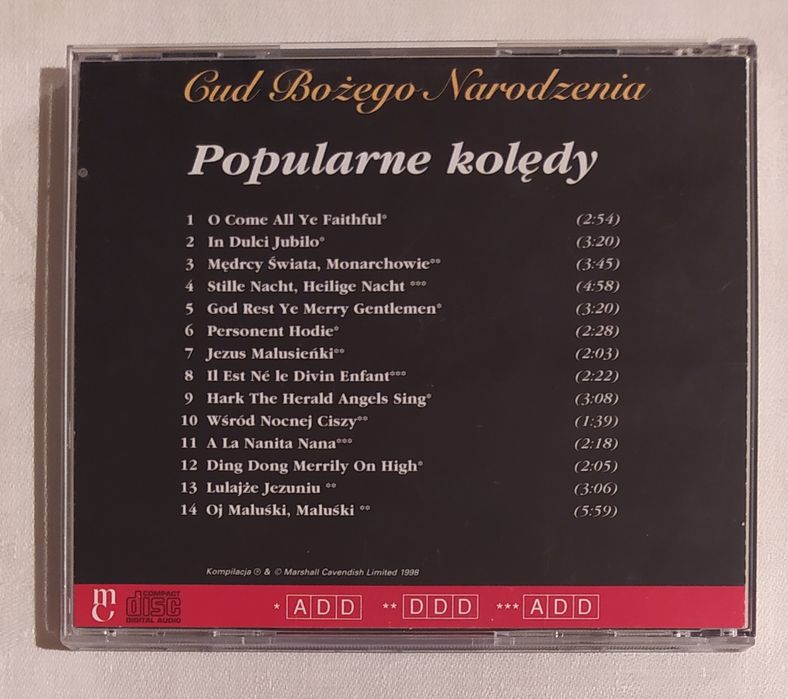 Cud Bożego Narodzenia
Popularne kolędy
1 O Come All Ye Faithful* (2:54)
2 In Dulci Jubilo* (3:20)
3 Mędrcy Świata, Monarchowie** (3:45)
4 Stille Nacht, Heilige Nacht *** (4:58)
5 God Rest Ye Merry Gentlemen* (3:20)
6 Personent Hodie* (2:28)
7 Jezus Malusieńki** (2:03)
8 Il Est Né le Divin Enfant*** (2:22)
9 Hark The Herald Angels Sing* (3:08)
10 Wśród Nocnej Ciszy** (1:39)
11 A La Nanita Nana*** (2:18)
12 Ding Dong Merrily On High* (2:05)
13 Lulajże Jezuniu ** (3:06)
14 Oj Maluśki, Maluśki ** (5:59)
Kompilacja ℗ & © Marshall Cavendish Limited 1998
mc COMPACT disc DIGITAL AUDIO * ADD ** DDD *** ADD